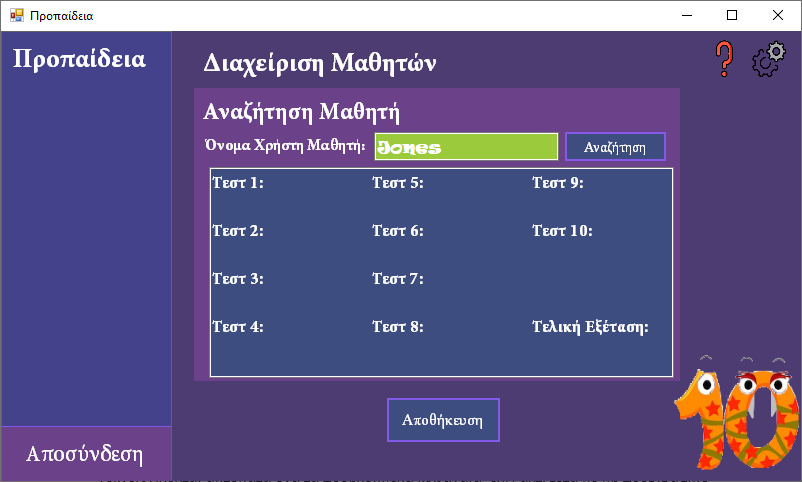 Προπαίδεια
Προπαίδεια
Διαχείριση Μαθητών
Αναζήτηση Μαθητή
Όνομα Χρήστη Μαθητή: Jones Αναζήτηση
Τεστ 1: Τεστ 5: Τεστ 9:
Τεστ 2: Τεστ 6: Τεστ 10:
Τεστ 3: Τεστ 7:
Τεστ 4: Τεστ 8: Τελική Εξέταση:
Αποθήκευση
Αποσύνδεση
10